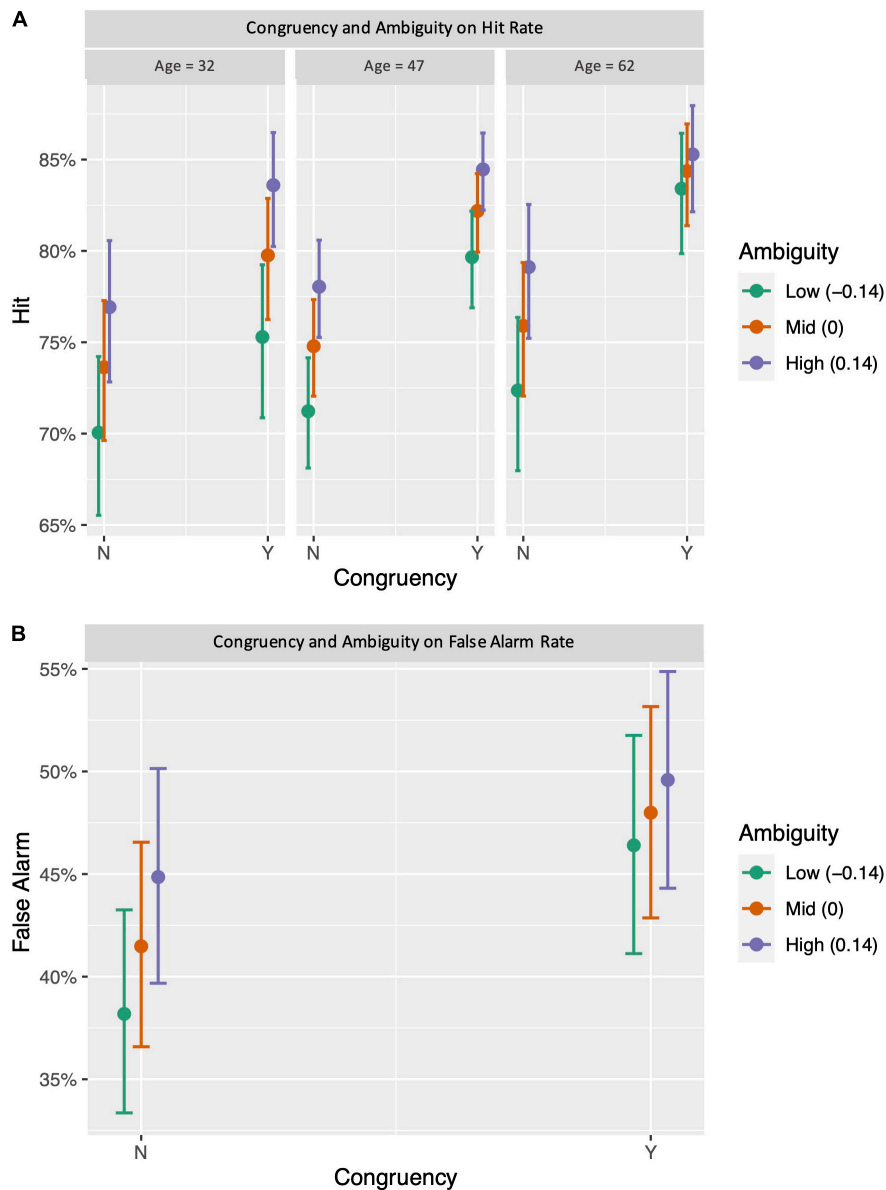 A
Congruency and Ambiguity on Hit Rate
Age = 32
Age = 47
Age = 62
85%
80%
75%
70%
65%
Hit
N
Y
N
Y
N
Y
Congruency
Ambiguity
Low (−0.14)
Mid (0)
High (0.14)
B
Congruency and Ambiguity on False Alarm Rate
55%
50%
45%
40%
35%
False Alarm
N
Y
Congruency
Ambiguity
Low (−0.14)
Mid (0)
High (0.14)